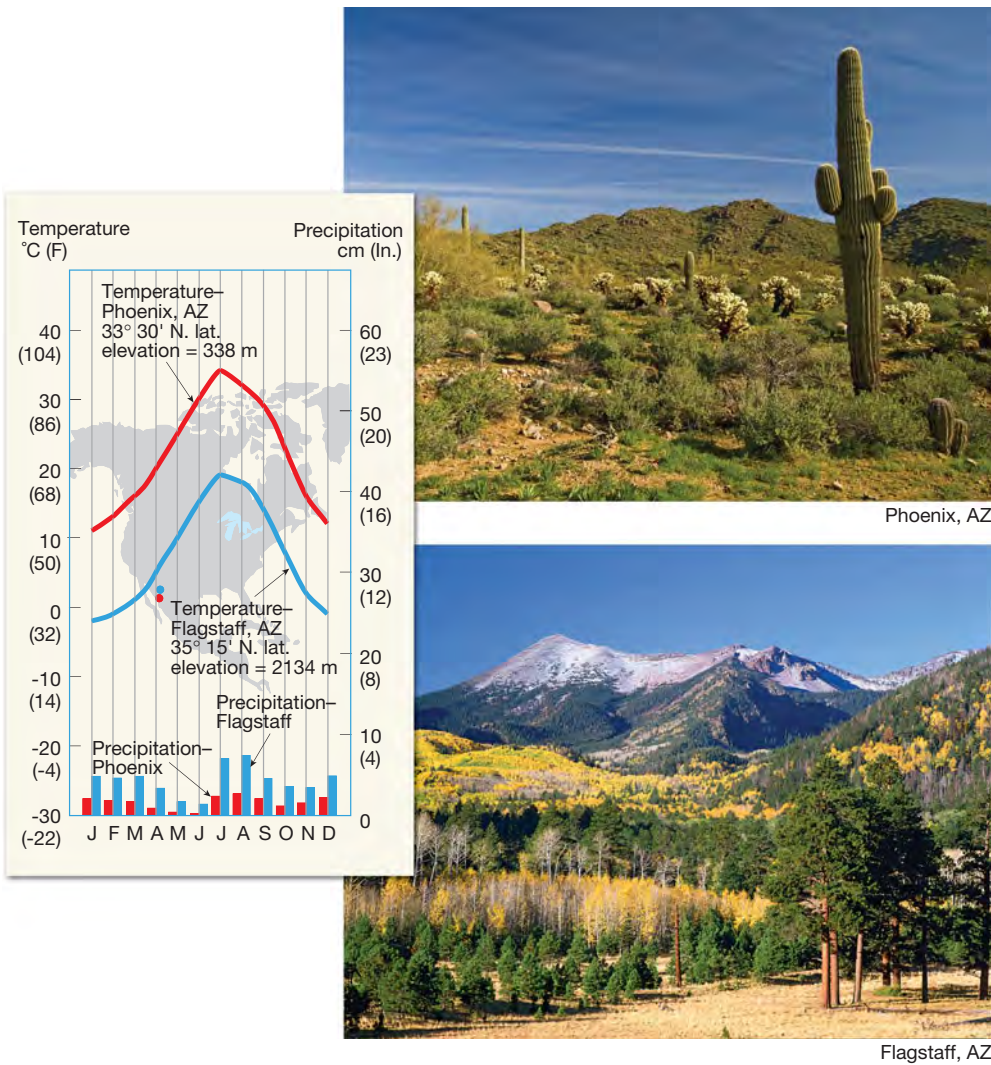 Temperature
°C (F)
Precipitation
cm (In.)
Temperature–
Phoenix, AZ
33° 30' N. lat.
elevation = 338 m
40
(104)
30
(86)
20
(68)
10
(50)
0
(32)
-10
(14)
-20
(-4)
-30
(-22)
60
(23)
50
(20)
40
(16)
30
(12)
20
(8)
10
(4)
0
Temperature–
Flagstaff, AZ
35° 15' N. lat.
elevation = 2134 m
Precipitation–
Flagstaff
Precipitation–
Phoenix
J F M A M J J A S O N D
Phoenix, AZ
Flagstaff, AZ